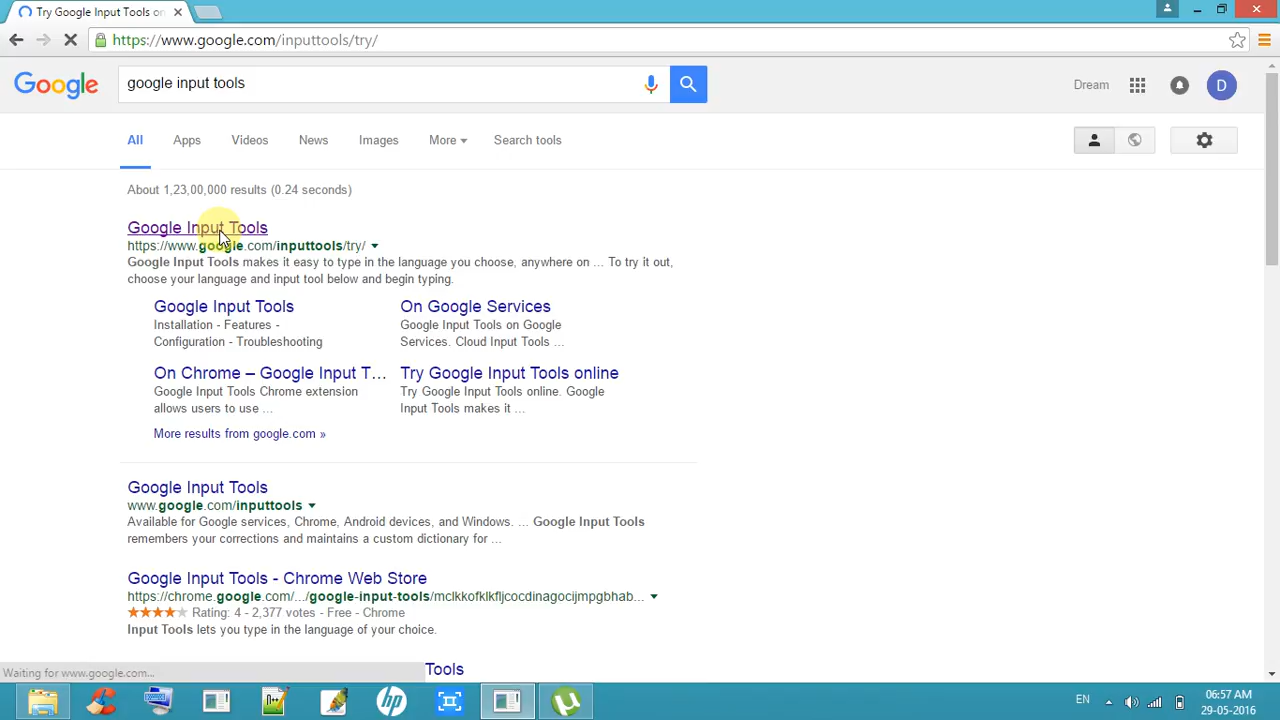 Try Google Input Tools on
https://www.google.com/inputtools/try/
Google
google input tools
Dream
D
All
Apps
Videos
News
Images
More
Search tools
About 1,23,00,000 results (0.24 seconds)
Google Input Tools
https://www.google.com/inputtools/try/
Google Input Tools makes it easy to type in the language you choose, anywhere on ... To try it out,
choose your language and input tool below and begin typing.
Google Input Tools
Installation - Features -
Configuration - Troubleshooting
On Google Services
Google Input Tools on Google
Services. Cloud Input Tools ...
On Chrome – Google Input T...
Google Input Tools Chrome extension
allows users to use ...
Try Google Input Tools online
Try Google Input Tools online. Google
Input Tools makes it ...
More results from google.com »
Google Input Tools
www.google.com/inputtools
Available for Google services, Chrome, Android devices, and Windows. ... Google Input Tools
remembers your corrections and maintains a custom dictionary for ...
Google Input Tools - Chrome Web Store
https://chrome.google.com/.../google-input-tools/mclkkofklkfljcocdinagocijmpgbhab...
Rating: 4 - 2,377 votes - Free - Chrome
Input Tools lets you type in the language of your choice.
Tools
Waiting for www.google.com...
hp
EN
06:57 AM
29-05-2016